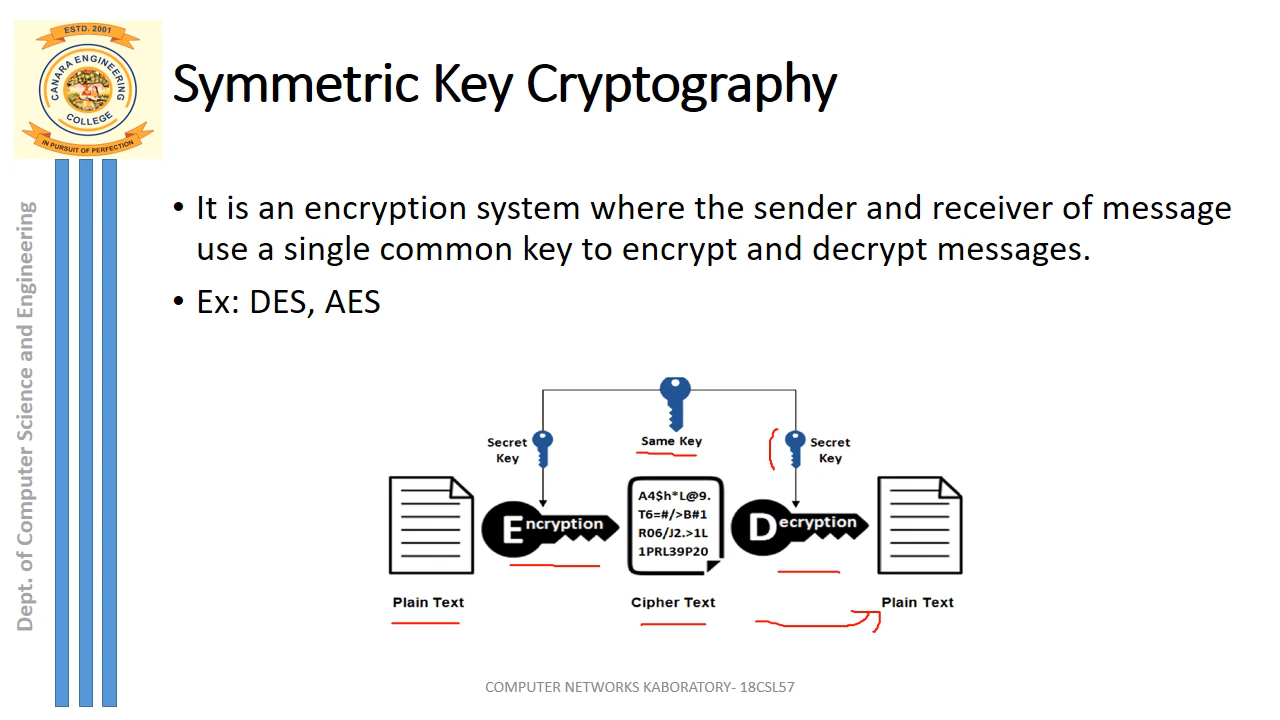 ESTD. 2001
CANARA ENGINEERING
COLLEGE
IN PURSUIT OF PERFECTION
Dept. of Computer Science and Engineering
Symmetric Key Cryptography
• It is an encryption system where the sender and receiver of message
use a single common key to encrypt and decrypt messages.
• Ex: DES, AES
Secret
Key
Same Key
Secret
Key
Encryption
A4$h*L@9.
T6=#/>B#1
R06/J2.>1L
1PRL39P20
Decryption
Plain Text
Cipher Text
Plain Text
COMPUTER NETWORKS KABORATORY- 18CSL57